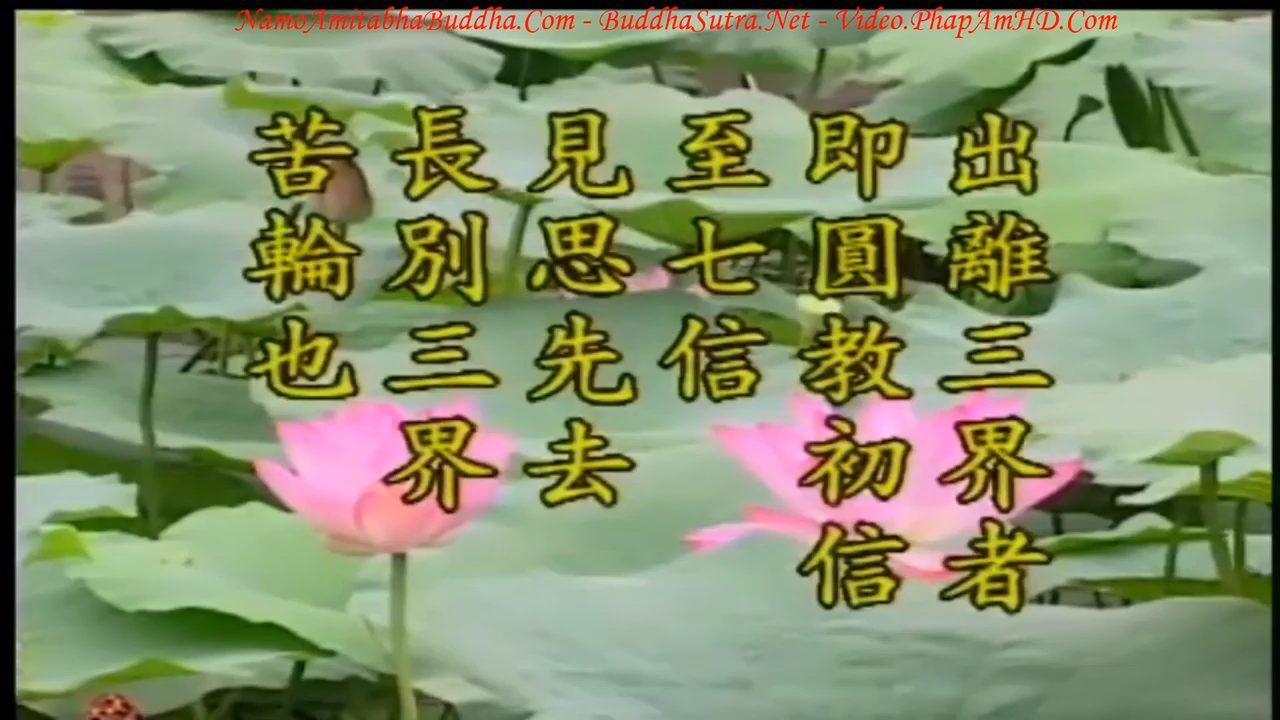 NamoAmitabhaBuddha.Com - BuddhaSutra.Net - Video.PhapAmHD.Com
出離三界者
即圓教初信
至七信
見思先去
長別三界
苦輪也